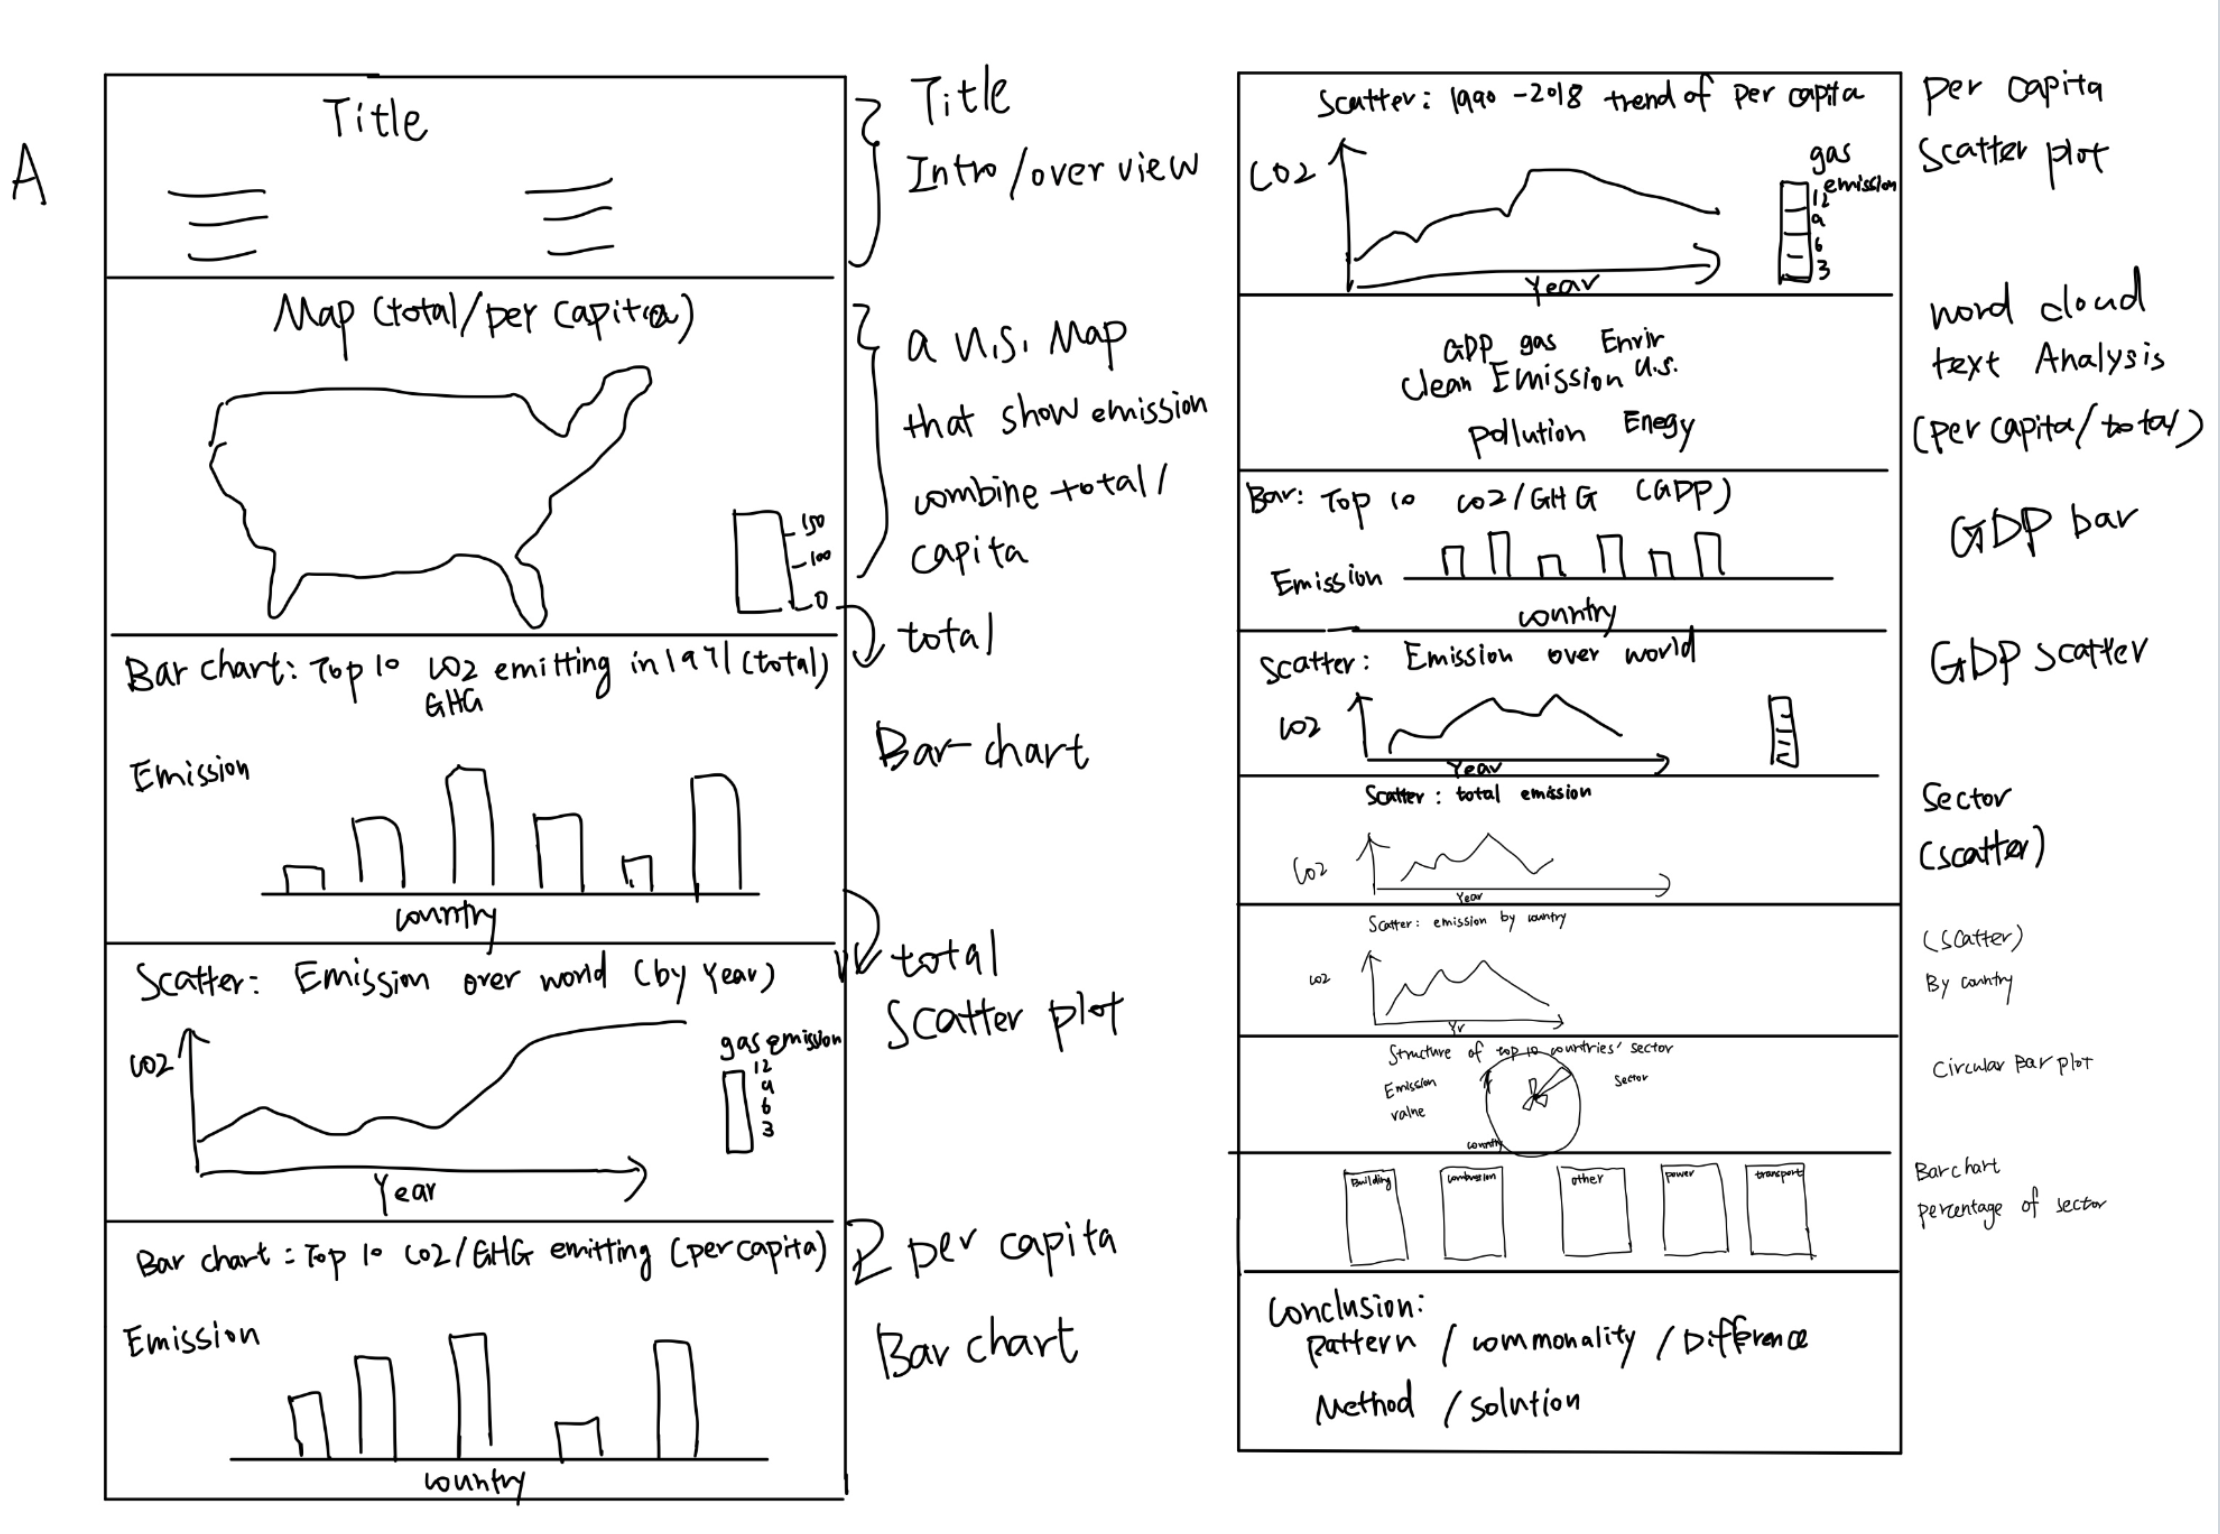 A
Title
Title
Intro/over view
Map (total/per capita)
a U.S. Map
that show emission
combine total/
capita
150
100
0
total
Bar chart: Top 10 CO2 emitting in 1971 (total)
GHG
Emission
country
Bar-chart
Scatter: Emission over world (by Year)
CO2
Year
gas emission
12
9
6
3
total
Scatter plot
Bar chart: Top 10 CO2/GHG emitting (per capita)
Emission
country
per capita
Bar chart
Scatter: 1990-2018 trend of per capita
CO2
Year
gas
emission
12
9
6
3
per capita
Scatter plot
GDP gas Envir
Clean Emission U.S.
pollution Enegy
word cloud
text Analysis
(per capita/total)
Bar: Top 10 CO2/GHG (GDP)
Emission
country
GDP bar
Scatter: Emission over world
CO2
Year
GDP scatter
Scatter: total emission
CO2
Year
Sector
(scatter)
Scatter: emission by country
CO2
Yr
(scatter)
By country
Structure of top 10 countries' sector
Emission
value
Sector
country
Circular Bar plot
Building
combustion
other
power
transport
Bar chart
percentage of sector
Conclusion:
pattern / commonality / Difference
Method / solution